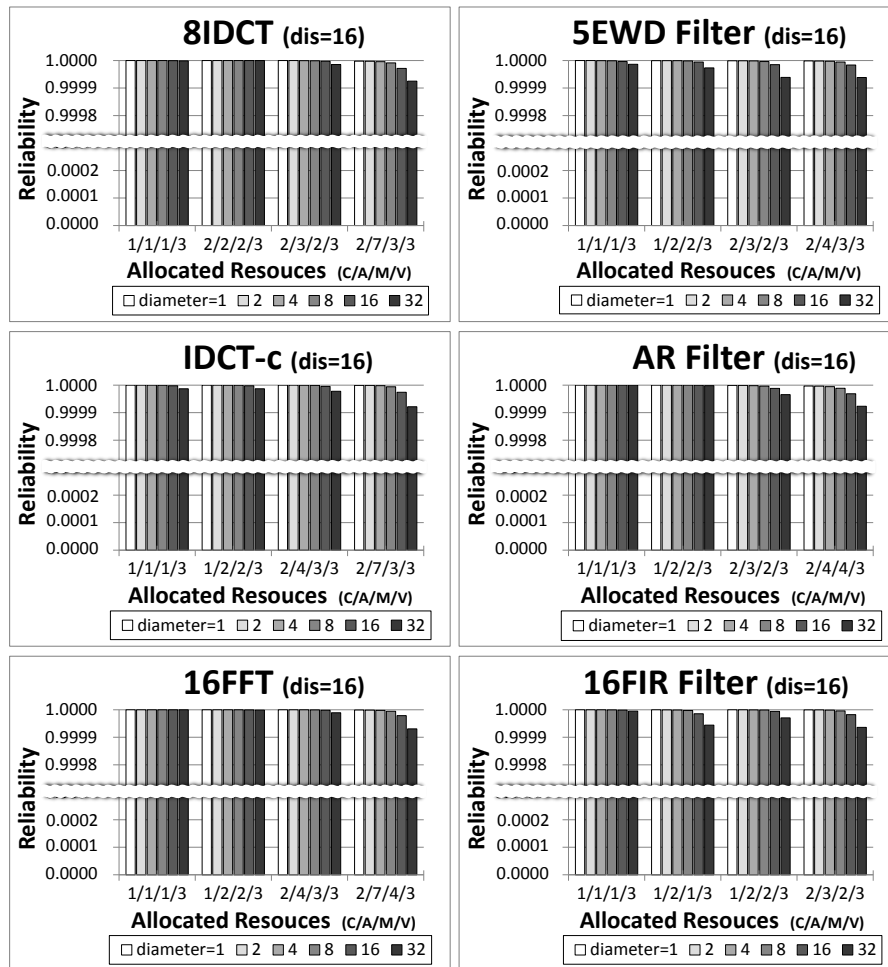 8IDCT (dis=16)
Reliability
1.0000
0.9999
0.9998
0.0002
0.0001
0.0000
1/1/1/3 2/2/2/3 2/3/2/3 2/7/3/3
Allocated Resouces (C/A/M/V)
diameter=1 2 4 8 16 32
5EWD Filter (dis=16)
Reliability
1.0000
0.9999
0.9998
0.0002
0.0001
0.0000
1/1/1/3 1/2/2/3 2/3/2/3 2/4/3/3
Allocated Resouces (C/A/M/V)
diameter=1 2 4 8 16 32
IDCT-c (dis=16)
Reliability
1.0000
0.9999
0.9998
0.0002
0.0001
0.0000
1/1/1/3 1/2/2/3 2/4/3/3 2/7/3/3
Allocated Resouces (C/A/M/V)
diameter=1 2 4 8 16 32
AR Filter (dis=16)
Reliability
1.0000
0.9999
0.9998
0.0002
0.0001
0.0000
1/1/1/3 1/2/2/3 2/3/2/3 2/4/4/3
Allocated Resouces (C/A/M/V)
diameter=1 2 4 8 16 32
16FFT (dis=16)
Reliability
1.0000
0.9999
0.9998
0.0002
0.0001
0.0000
1/1/1/3 1/2/2/3 2/4/3/3 2/7/4/3
Allocated Resouces (C/A/M/V)
diameter=1 2 4 8 16 32
16FIR Filter (dis=16)
Reliability
1.0000
0.9999
0.9998
0.0002
0.0001
0.0000
1/1/1/3 1/2/1/3 1/2/2/3 2/3/2/3
Allocated Resouces (C/A/M/V)
diameter=1 2 4 8 16 32